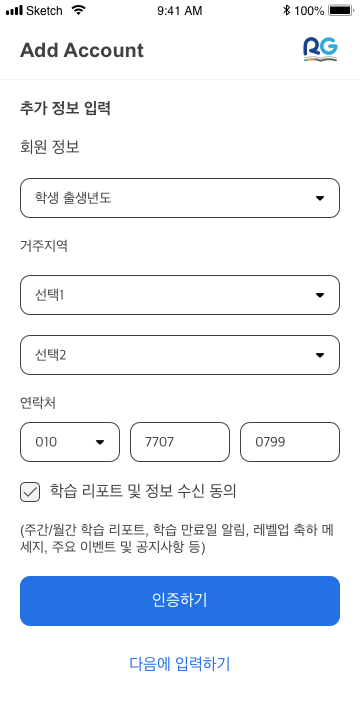 Sketch 9:41 AM 100%
Add Account RG
추가 정보 입력
회원 정보
학생 출생년도
거주지역
선택1
선택2
연락처
010 7707 0799
학습 리포트 및 정보 수신 동의
(주간/월간 학습 리포트, 학습 만료일 알림, 레벨업 축하 메
세지, 주요 이벤트 및 공지사항 등)
인증하기
다음에 입력하기